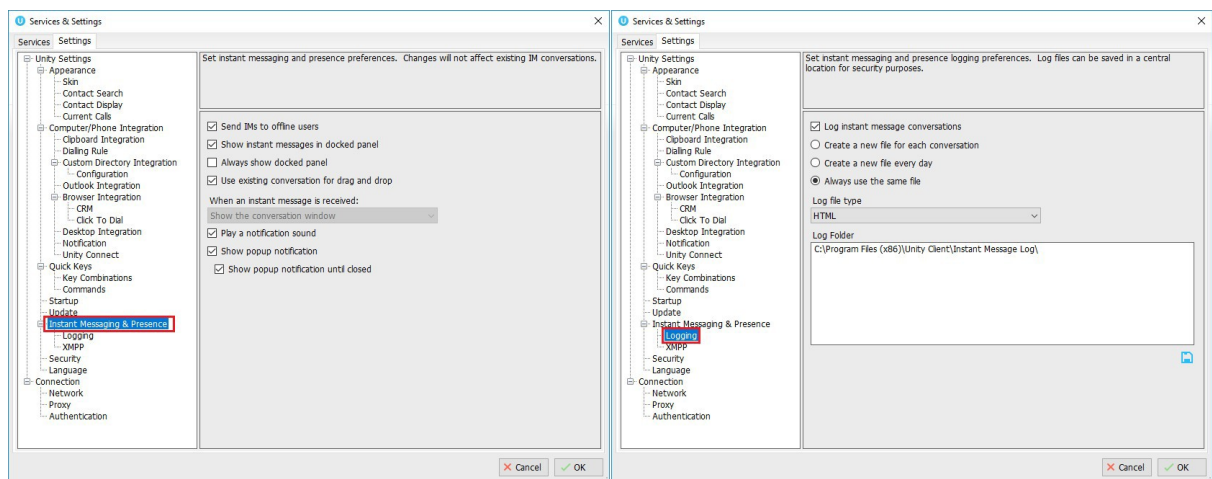 Services & Settings
Services Settings
Unity Settings
Appearance
Skin
Contact Search
Contact Display
Current Calls
Computer/Phone Integration
Clipboard Integration
Dialling Rule
Custom Directory Integration
Configuration
Outlook Integration
Browser Integration
CRM
Click To Dial
Desktop Integration
Notification
Unity Connect
Quick Keys
Key Combinations
Commands
Startup
Update
Instant Messaging & Presence
Logging
XMPP
Security
Language
Connection
Network
Proxy
Authentication
Set instant messaging and presence preferences. Changes will not affect existing IM conversations.
Send IMs to offline users
Show instant messages in docked panel
Always show docked panel
Use existing conversation for drag and drop
When an instant message is received:
Show the conversation window
Play a notification sound
Show popup notification
Show popup notification until closed
Cancel OK
Services & Settings
Services Settings
Unity Settings
Appearance
Skin
Contact Search
Contact Display
Current Calls
Computer/Phone Integration
Clipboard Integration
Dialling Rule
Custom Directory Integration
Configuration
Outlook Integration
Browser Integration
CRM
Click To Dial
Desktop Integration
Notification
Unity Connect
Quick Keys
Key Combinations
Commands
Startup
Update
Instant Messaging & Presence
Logging
XMPP
Security
Language
Connection
Network
Proxy
Authentication
Set instant messaging and presence logging preferences. Log files can be saved in a central
location for security purposes.
Log instant message conversations
Create a new file for each conversation
Create a new file every day
Always use the same file
Log file type
HTML
Log Folder
C:\Program Files (x86)\Unity Client\Instant Message Log\
Cancel OK